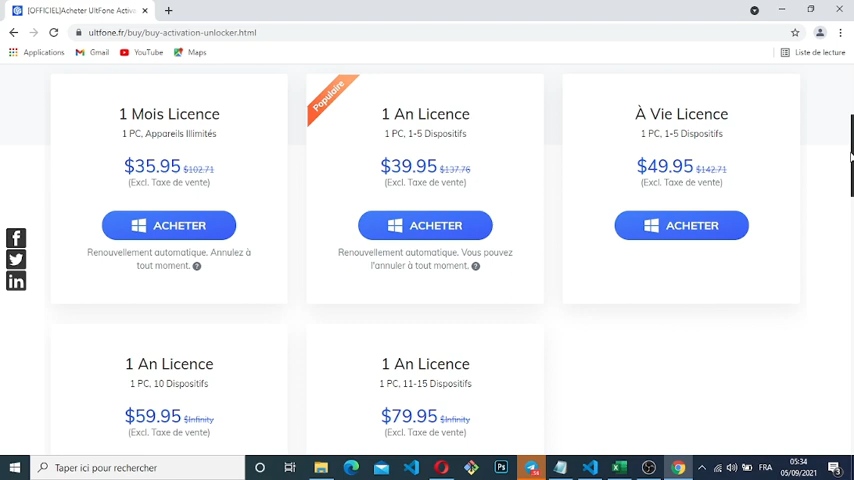 [OFFICIEL]Acheter UltFone Activa
ultfone.fr/buy/buy-activation-unlocker.html
Applications Gmail YouTube Maps Liste de lecture
Populaire
1 Mois Licence
1 PC, Appareils Illimités
$35.95 $102.71
(Excl. Taxe de vente)
ACHETER
Renouvellement automatique. Annulez à
tout moment. ?
1 An Licence
1 PC, 1-5 Dispositifs
$39.95 $137.76
(Excl. Taxe de vente)
ACHETER
Renouvellement automatique. Vous pouvez
l'annuler à tout moment. ?
À Vie Licence
1 PC, 1-5 Dispositifs
$49.95 $142.71
(Excl. Taxe de vente)
ACHETER
1 An Licence
1 PC, 10 Dispositifs
$59.95 $Infinity
(Excl. Taxe de vente)
1 An Licence
1 PC, 11-15 Dispositifs
$79.95 $Infinity
(Excl. Taxe de vente)
Taper ici pour rechercher
Ps
FRA
05:34
05/09/2021
3